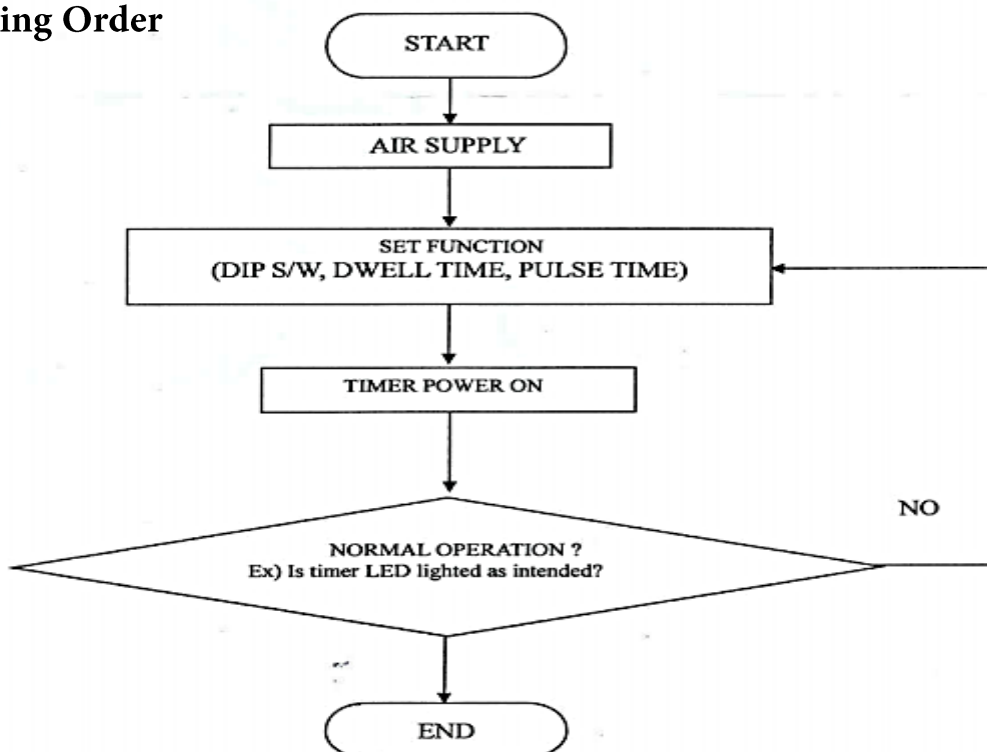 ing Order
START
AIR SUPPLY
SET FUNCTION
(DIP S/W, DWELL TIME, PULSE TIME)
TIMER POWER ON
NO
NORMAL OPERATION ?
Ex) Is timer LED lighted as intended?
END